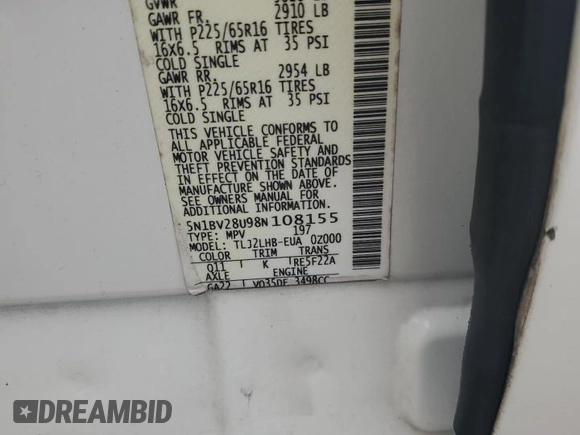 GVWR
GAWR FR. 2910 LB
WITH P225/65R16 TIRES
16X6.5 RIMS AT 35 PSI
COLD SINGLE
GAWR RR. 2954 LB
WITH P225/65R16 TIRES
16X6.5 RIMS AT 35 PSI
COLD SINGLE
THIS VEHICLE CONFORMS TO
ALL APPLICABLE FEDERAL
MOTOR VEHICLE SAFETY AND
THEFT PREVENTION STANDARDS
IN EFFECT ON THE DATE OF
MANUFACTURE SHOWN ABOVE.
SEE OWNERS MANUAL FOR
ADDITIONAL INFORMATION.
5N1BV28U98N108155
TYPE: MPV 197
MODEL: TLJ2LHB-EUA 0Z000
COLOR TRIM TRANS
Q11 K RE5F22A
AXLE ENGINE
GA22 VQ35DE 3498CC
DREAMBID